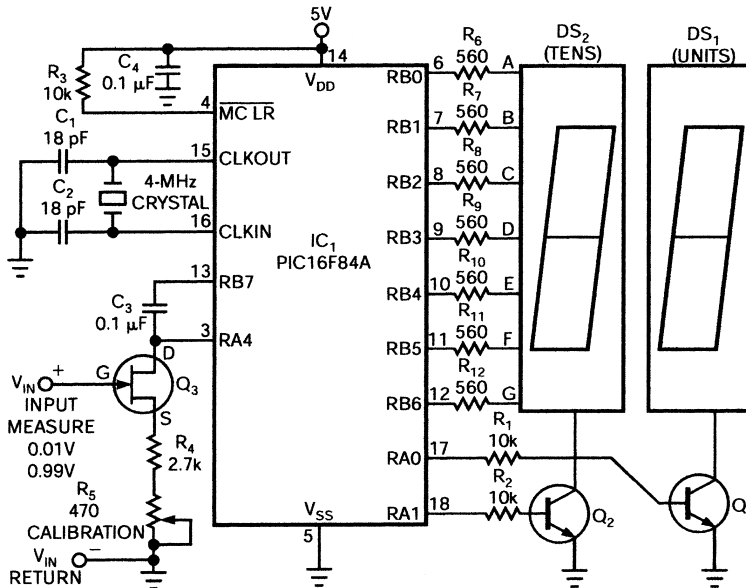 5V
14
V_DD
R3
10k
C4
0.1 μF
4
MC LR
C1
18 pF
15
CLKOUT
C2
18 pF
4-MHz
CRYSTAL
16
CLKIN
IC1
PIC16F84A
13
RB7
C3
0.1 μF
3
RA4
D
G
S
Q3
VIN
+
INPUT
MEASURE
0.01V
0.99V
R4
2.7k
R5
470
CALIBRATION
VIN
–
RETURN
VSS
5
RB0
6
R6
560
A
RB1
7
R7
560
B
RB2
8
R8
560
C
RB3
9
R9
560
D
RB4
10
R10
560
E
RB5
11
R11
560
F
RB6
12
R12
560
G
RA0
17
R1
10k
RA1
18
R2
10k
Q2
Q
DS2
(TENS)
DS1
(UNITS)